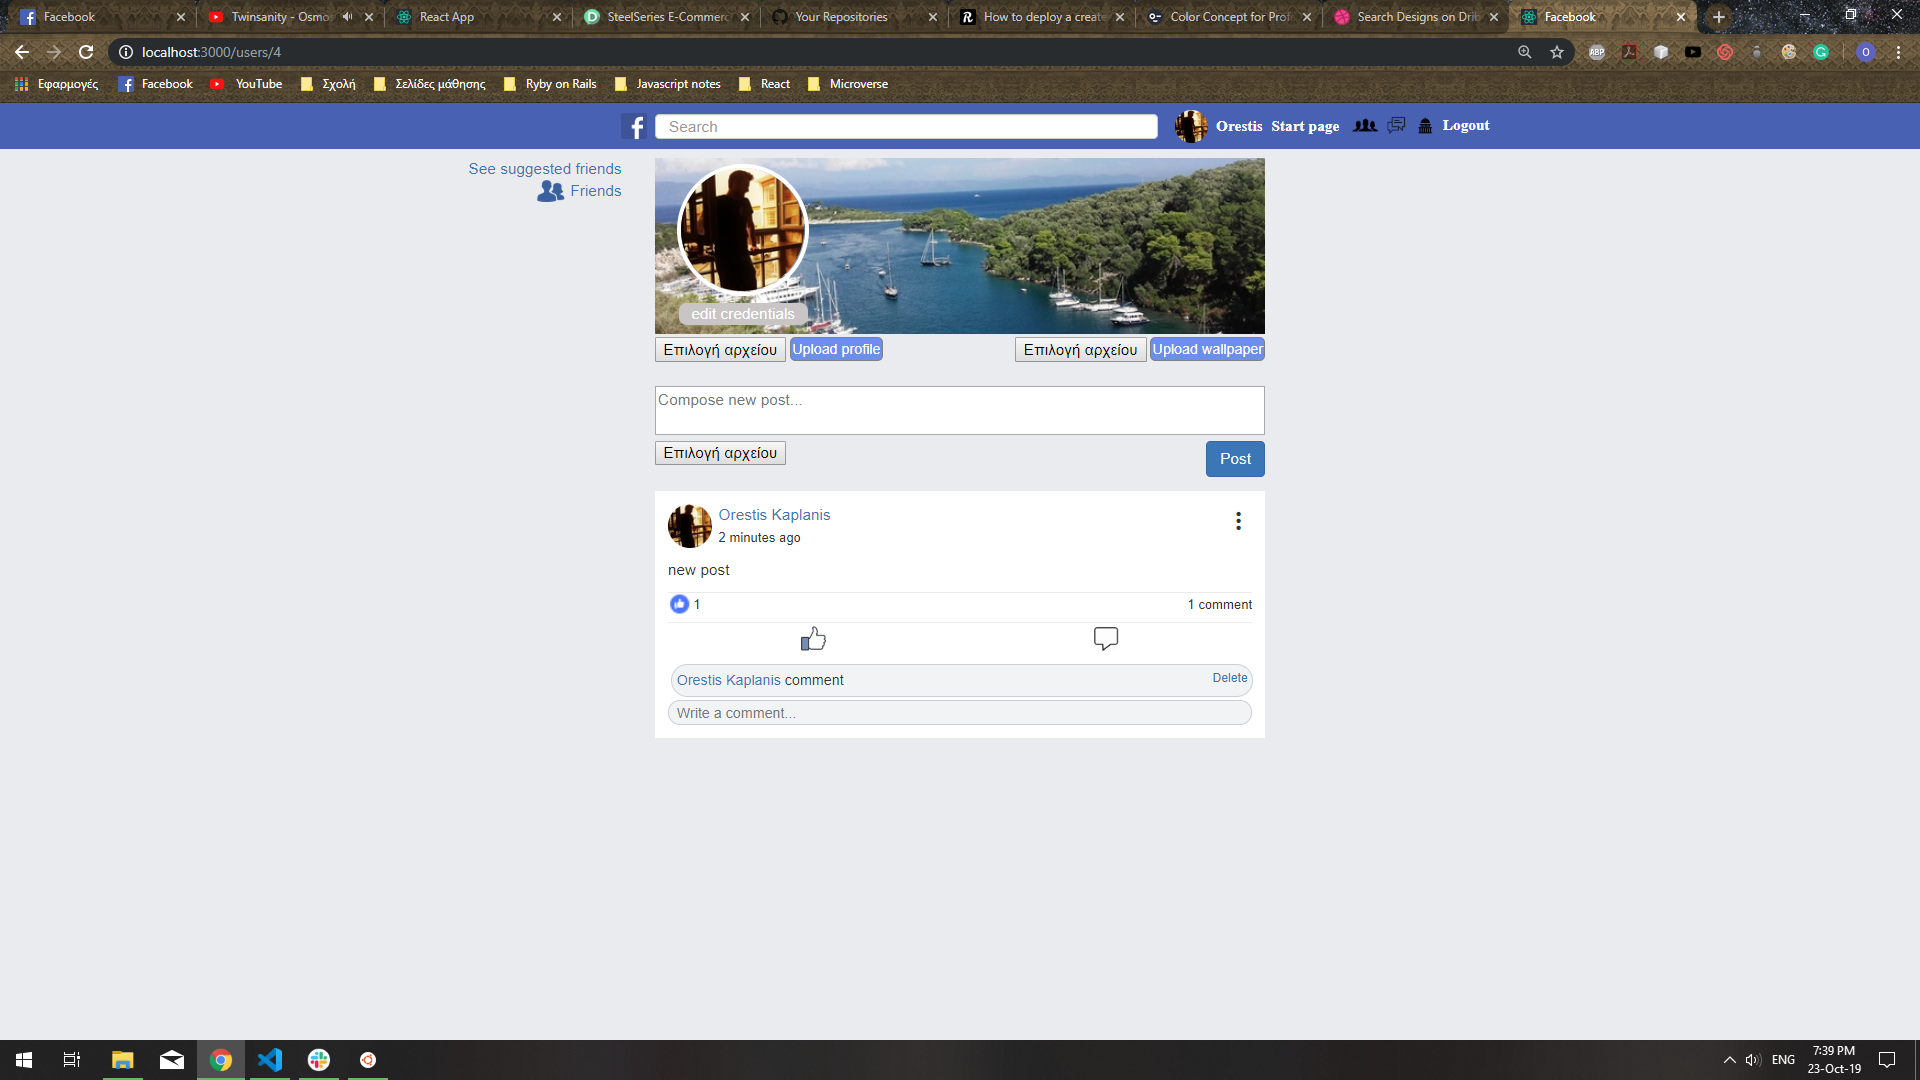 Facebook
Twinsanity - Osmo
React App
SteelSeries E-Commerc
Your Repositories
How to deploy a create
Color Concept for Prof
Search Designs on Drib
Facebook
localhost:3000/users/4
ABP
G
O
Εφαρμογές
Facebook
YouTube
Σχολή
Σελίδες μάθησης
Ryby on Rails
Javascript notes
React
Microverse
Search
Orestis
Start page
Logout
See suggested friends
Friends
edit credentials
Επιλογή αρχείου
Upload profile
Επιλογή αρχείου
Upload wallpaper
Compose new post...
Επιλογή αρχείου
Post
Orestis Kaplanis
2 minutes ago
new post
1
1 comment
Orestis Kaplanis comment
Delete
Write a comment...
ENG
7:39 PM
23-Oct-19